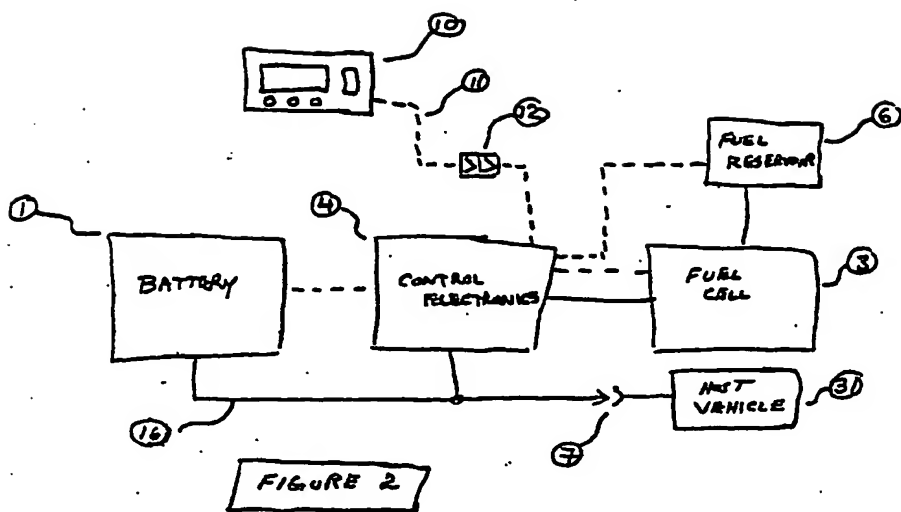 10
11
12
6
FUEL
RESERVOIR
1
4
BATTERY
CONTROL
ELECTRONICS
FUEL
CELL
3
HOST
VEHICLE
31
16
7
FIGURE 2